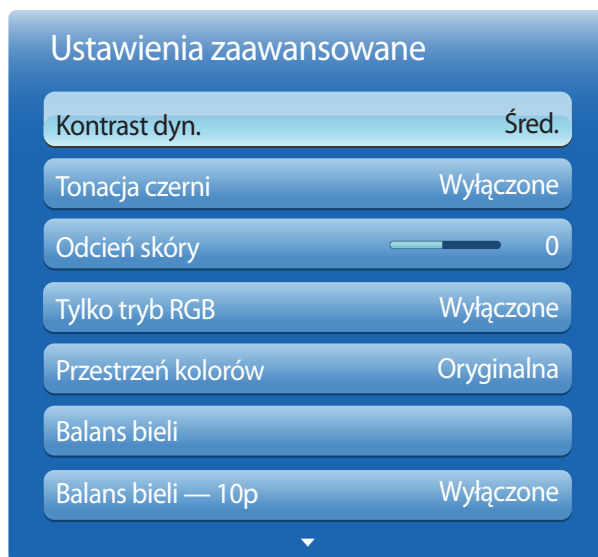 Ustawienia zaawansowane
Kontrast dyn. Śred.
Tonacja czerni Wyłączone
Odcień skóry 0
Tylko tryb RGB Wyłączone
Przestrzeń kolorów Oryginalna
Balans bieli
Balans bieli — 10p Wyłączone